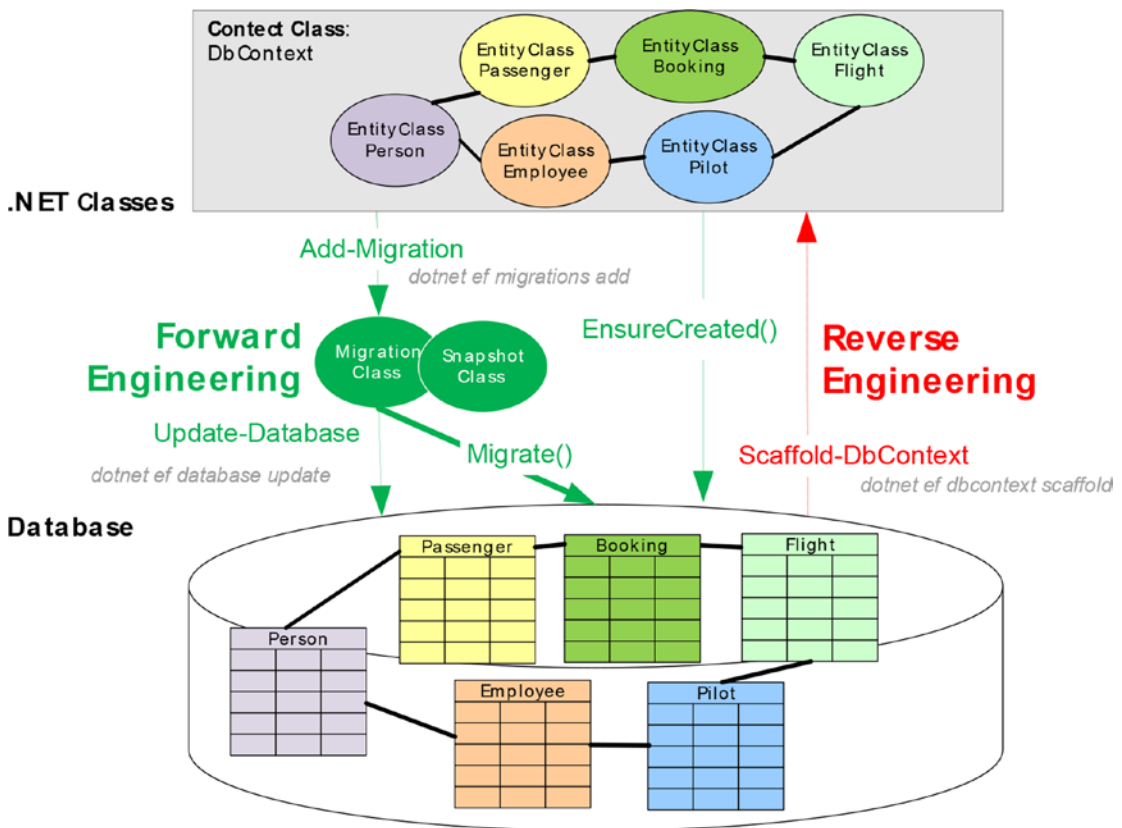 Contect Class:
DbContext
EntityClass
Passenger
EntityClass
Booking
EntityClass
Flight
EntityClass
Person
EntityClass
Employee
EntityClass
Pilot
.NET Classes
Add-Migration
dotnet ef migrations add
Forward
Engineering
Migration
Class
Snapshot
Class
EnsureCreated()
Reverse
Engineering
Update-Database
dotnet ef database update
Migrate()
Scaffold-DbContext
dotnet ef dbcontext scaffold
Database
Passenger
Booking
Flight
Person
Employee
Pilot